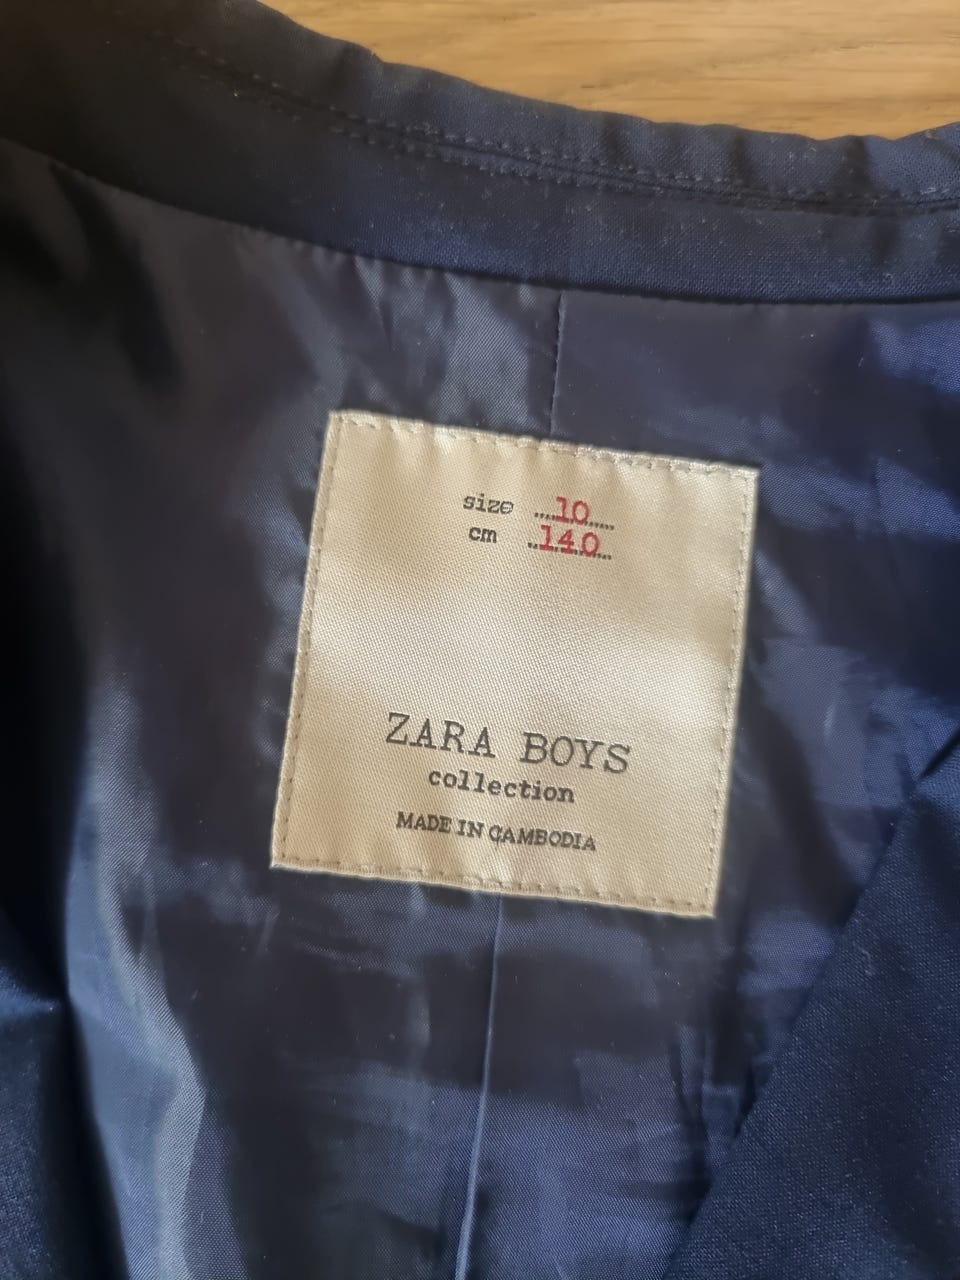 size 10
cm 140
ZARA BOYS
collection
MADE IN CAMBODIA